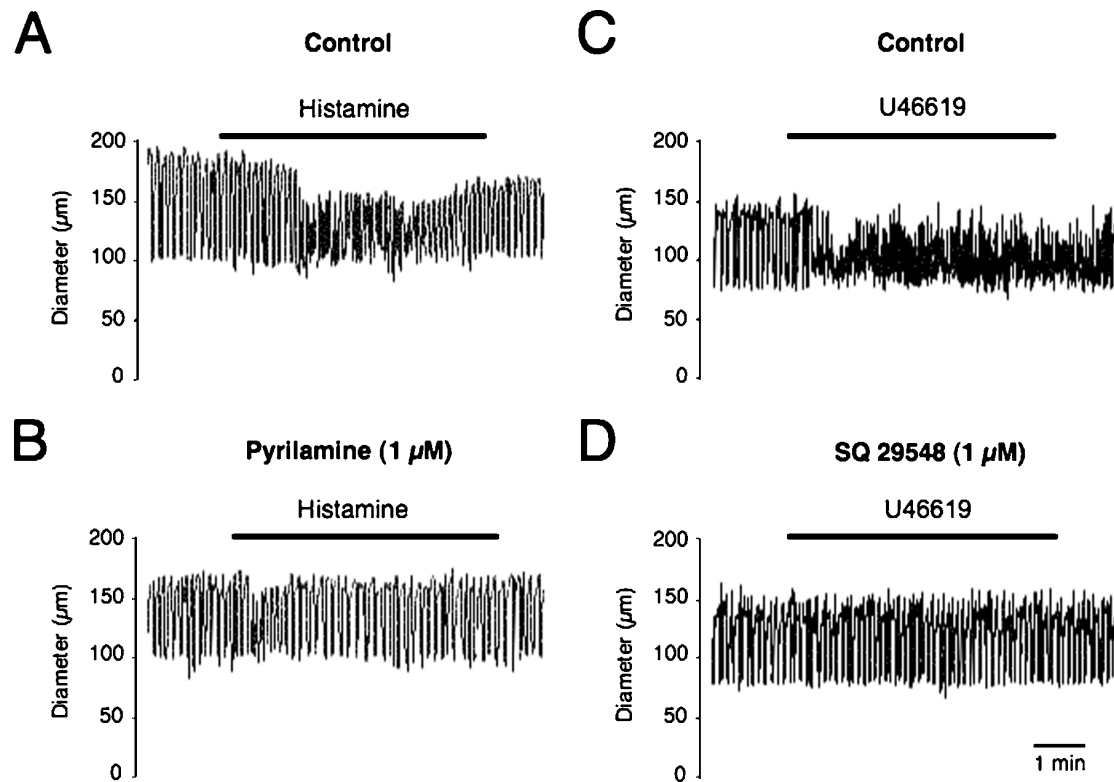 A
Control
Histamine
Diameter (µm)
200
150
100
50
0
B
Pyrilamine (1 µM)
Histamine
Diameter (µm)
200
150
100
50
0
C
Control
U46619
Diameter (µm)
200
150
100
50
0
D
SQ 29548 (1 µM)
U46619
Diameter (µm)
200
150
100
50
0
1 min